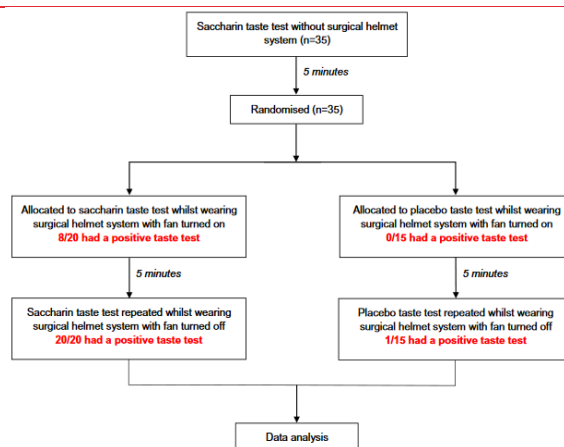 Saccharin taste test without surgical helmet
system (n=35)
5 minutes
Randomised (n=35)
Allocated to saccharin taste test whilst wearing
surgical helmet system with fan turned on
8/20 had a positive taste test
Allocated to placebo taste test whilst wearing
surgical helmet system with fan turned on
0/15 had a positive taste test
5 minutes
5 minutes
Saccharin taste test repeated whilst wearing
surgical helmet system with fan turned off
20/20 had a positive taste test
Placebo taste test repeated whilst wearing
surgical helmet system with fan turned off
1/15 had a positive taste test
Data analysis